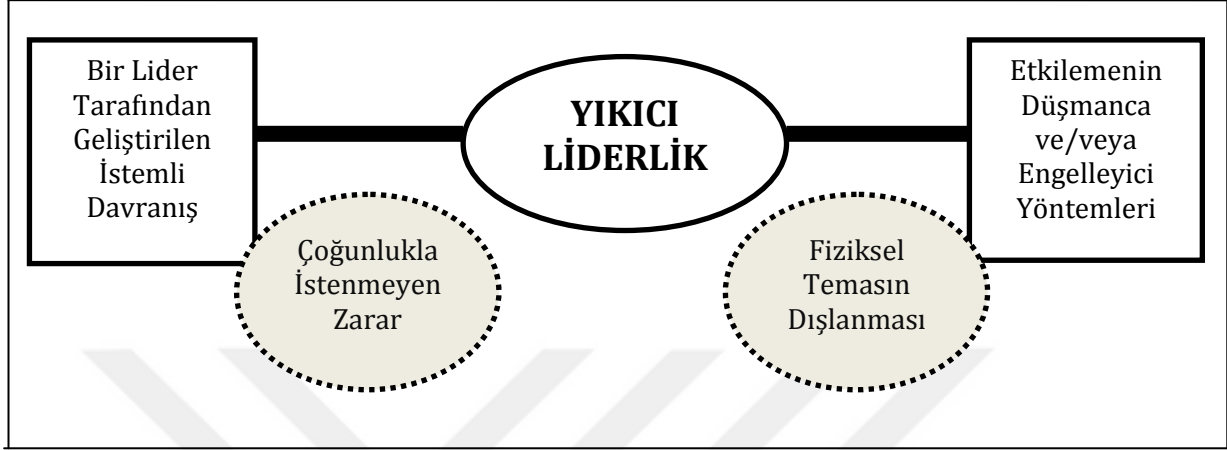 Bir Lider
Tarafından
Geliştirilen
İstemli
Davranış
YIKICI
LİDERLİK
Etkilemenin
Düşmanca
ve/veya
Engelleyici
Yöntemleri
Çoğunlukla
İstenmeyen
Zarar
Fiziksel
Temasın
Dışlanması